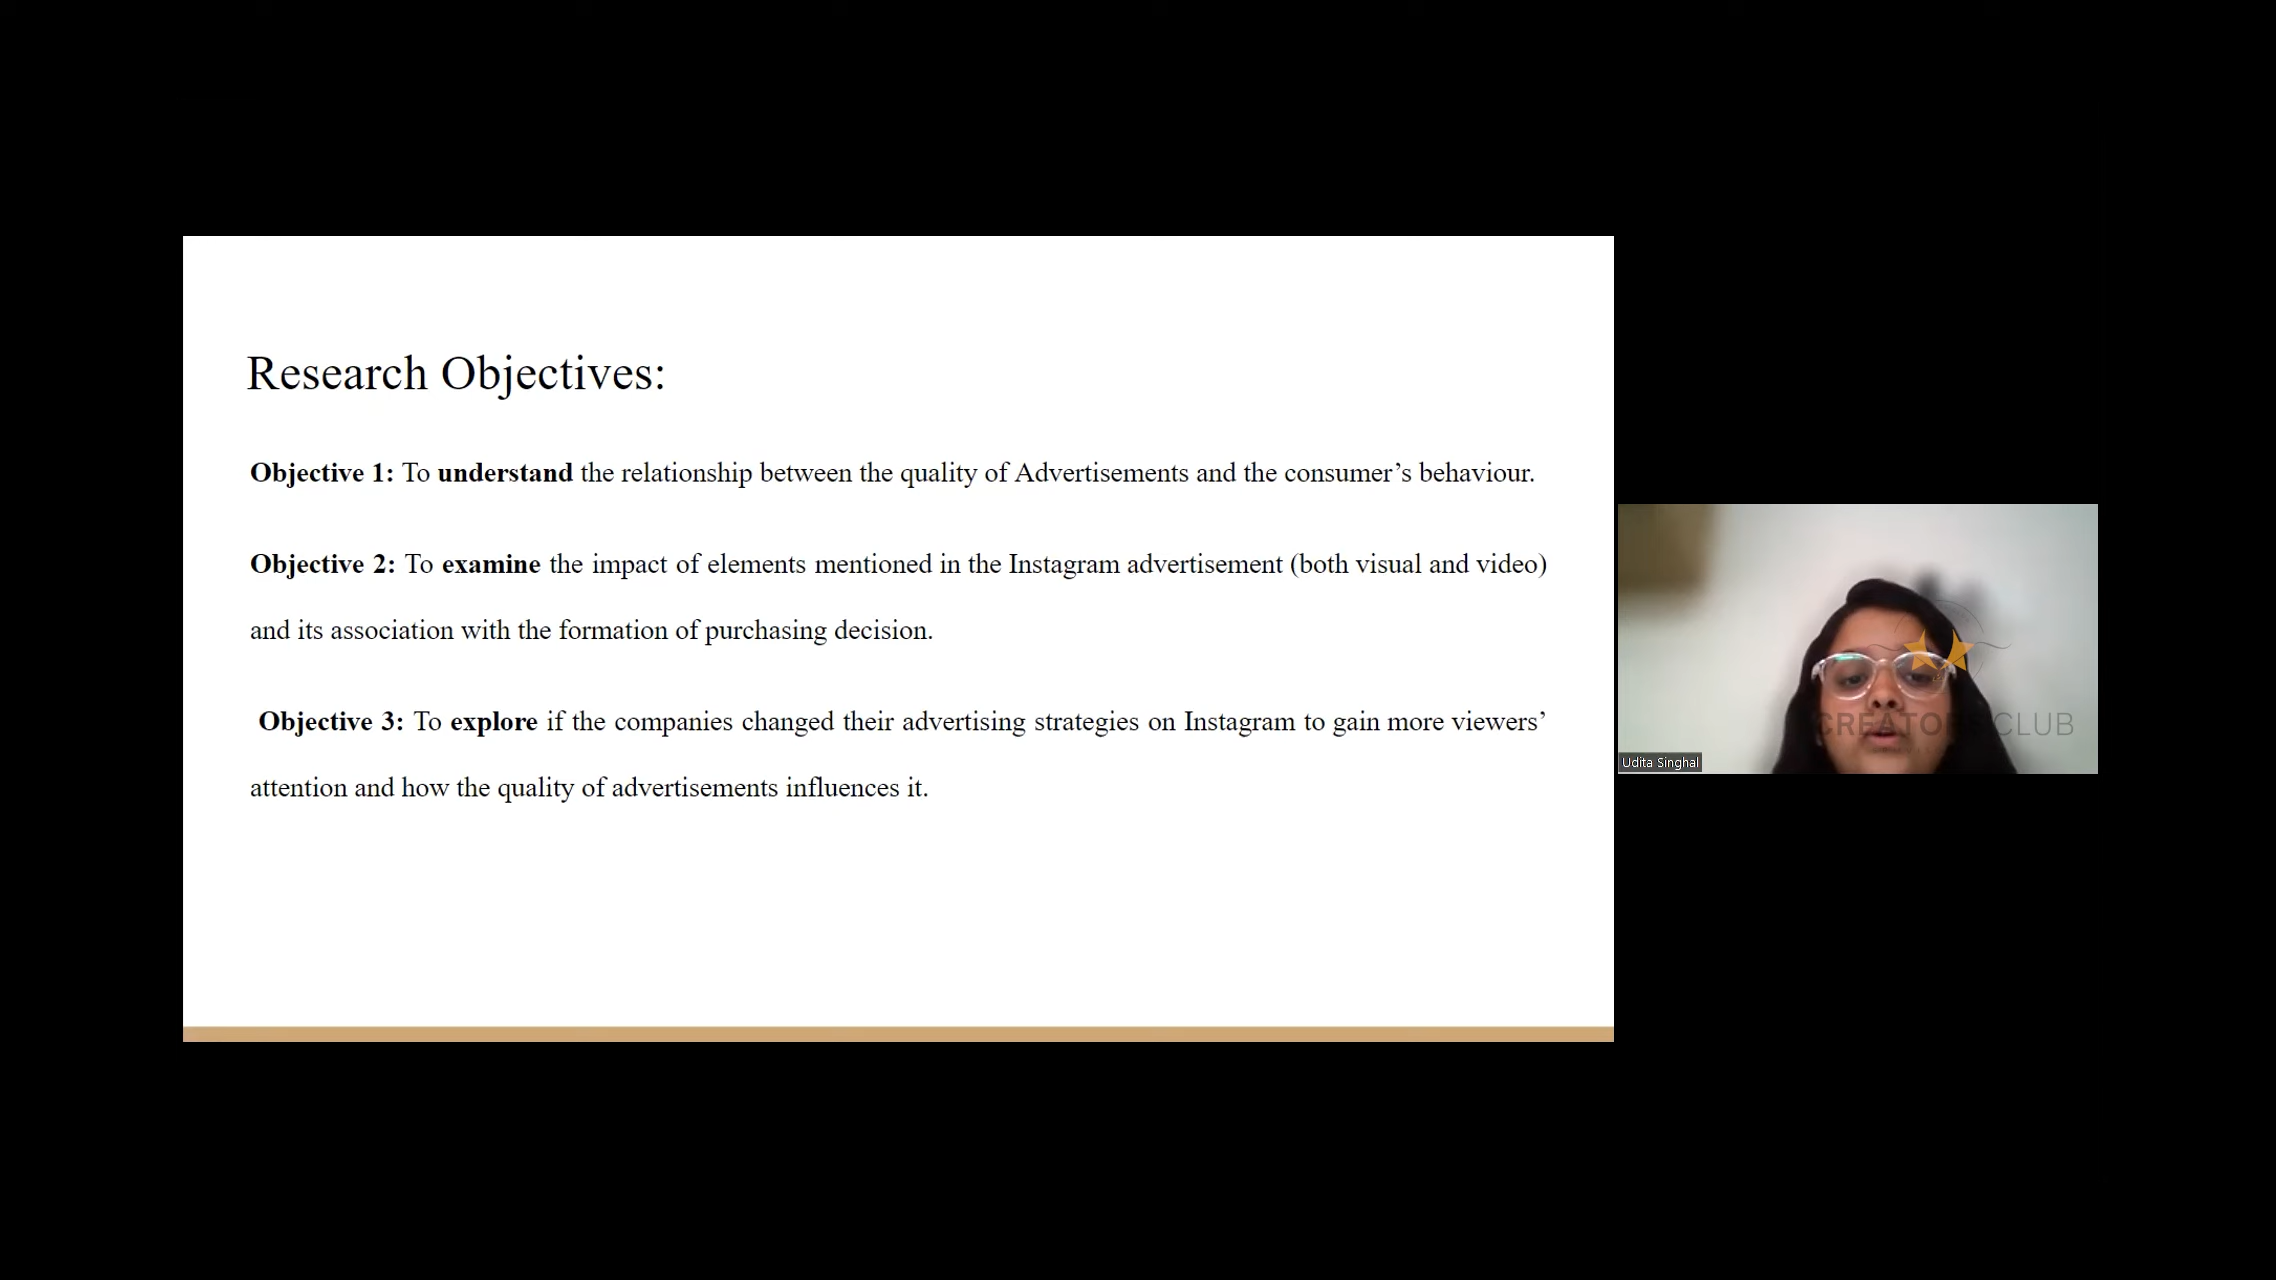 Research Objectives:
Objective 1: To understand the relationship between the quality of Advertisements and the consumer’s behaviour.
Objective 2: To examine the impact of elements mentioned in the Instagram advertisement (both visual and video)
and its association with the formation of purchasing decision.
Objective 3: To explore if the companies changed their advertising strategies on Instagram to gain more viewers’
attention and how the quality of advertisements influences it.
CLUB
Udita Singhal